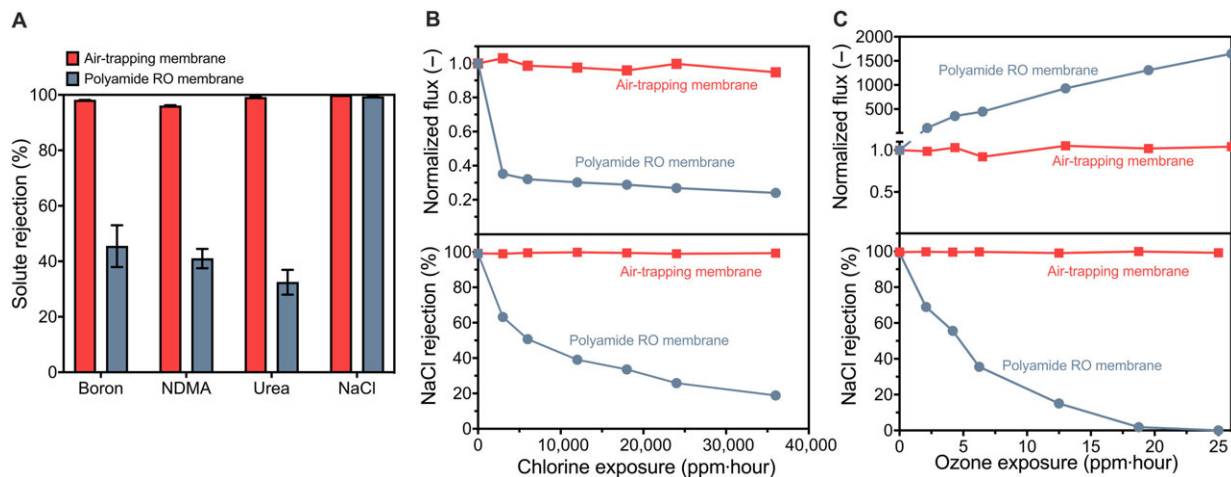 A
Air-trapping membrane
Polyamide RO membrane
Solute rejection (%)
100
80
60
40
20
0
Boron NDMA Urea NaCl
B
Normalized flux (–)
1.0
0.8
0.6
0.4
0.2
Air-trapping membrane
Polyamide RO membrane
NaCl rejection (%)
100
80
60
40
20
0
Air-trapping membrane
Polyamide RO membrane
0 10,000 20,000 30,000 40,000
Chlorine exposure (ppm·hour)
C
Normalized flux (–)
2000
1500
1000
500
1.0
0.5
Polyamide RO membrane
Air-trapping membrane
NaCl rejection (%)
100
80
60
40
20
0
Air-trapping membrane
Polyamide RO membrane
0 5 10 15 20 25
Ozone exposure (ppm·hour)